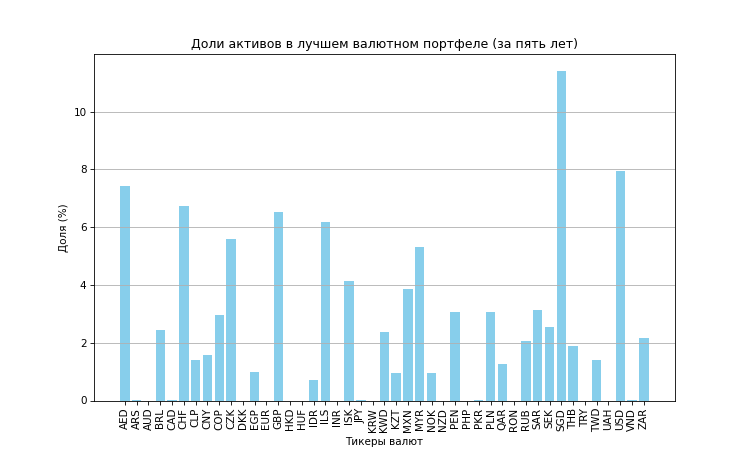 Доли активов в лучшем валютном портфеле (за пять лет)
Доля (%)
10
8
6
4
2
0
AED ARS AUD BRL CAD CHF CLP CNY COP CZK DKK EGP EUR GBP HKD HUF IDR ILS INR ISK JPY KRW KWD KZT MXN MYR NOK NZD PEN PHP PKR PLN QAR RON RUB SAR SEK SGD THB TRY TWD UAH USD VND ZAR
Тикеры валют